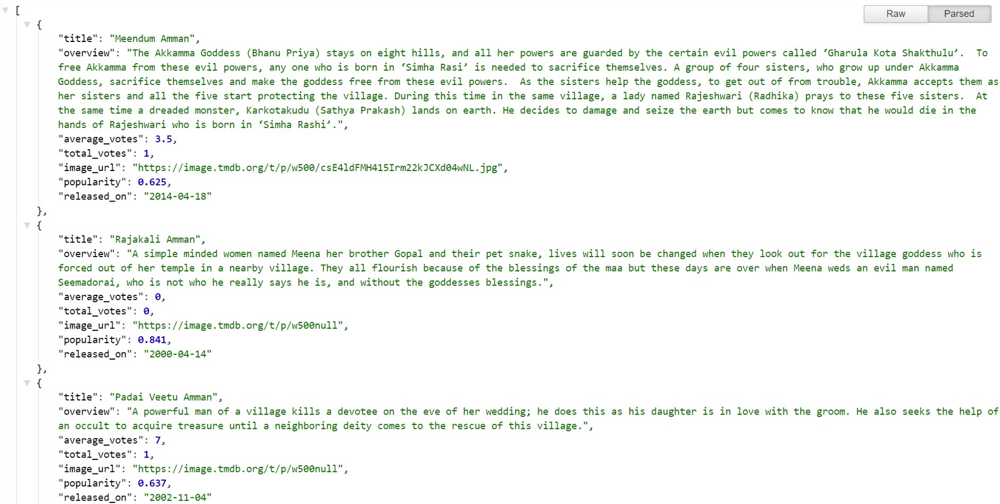 [
Raw Parsed
{
"title": "Meendum Amman",
"overview": "The Akkamma Goddess (Bhanu Priya) stays on eight hills, and all her powers are guarded by the certain evil powers called ‘Gharula Kota Shakthulu’.  To
free Akkamma from these evil powers, any one who is born in ‘Simha Rasi’ is needed to sacrifice themselves. A group of four sisters, who grow up under Akkamma
Goddess, sacrifice themselves and make the goddess free from these evil powers.  As the sisters help the goddess, to get out of from trouble, Akkamma accepts them as
her sisters and all the five start protecting the village. During this time in the same village, a lady named Rajeshwari (Radhika) prays to these five sisters.  At
the same time a dreaded monster, Karkotakudu (Sathya Prakash) lands on earth. He decides to damage and seize the earth but comes to know that he would die in the
hands of Rajeshwari who is born in ‘Simha Rashi’.",
"average_votes": 3.5,
"total_votes": 1,
"image_url": "https://image.tmdb.org/t/p/w500/csE4ldFMH415Irm22kJCXd04wNL.jpg",
"popularity": 0.625,
"released_on": "2014-04-18"
},
{
"title": "Rajakali Amman",
"overview": "A simple minded women named Meena her brother Gopal and their pet snake, lives will soon be changed when they look out for the village goddess who is
forced out of her temple in a nearby village. They all flourish because of the blessings of the maa but these days are over when Meena weds an evil man named
Seemadorai, who is not who he really says he is, and without the goddesses blessings.",
"average_votes": 0,
"total_votes": 0,
"image_url": "https://image.tmdb.org/t/p/w500null",
"popularity": 0.841,
"released_on": "2000-04-14"
},
{
"title": "Padai Veetu Amman",
"overview": "A powerful man of a village kills a devotee on the eve of her wedding; he does this as his daughter is in love with the groom. He also seeks the help of
an occult to acquire treasure until a neighboring deity comes to the rescue of this village.",
"average_votes": 7,
"total_votes": 1,
"image_url": "https://image.tmdb.org/t/p/w500null",
"popularity": 0.637,
"released_on": "2002-11-04"